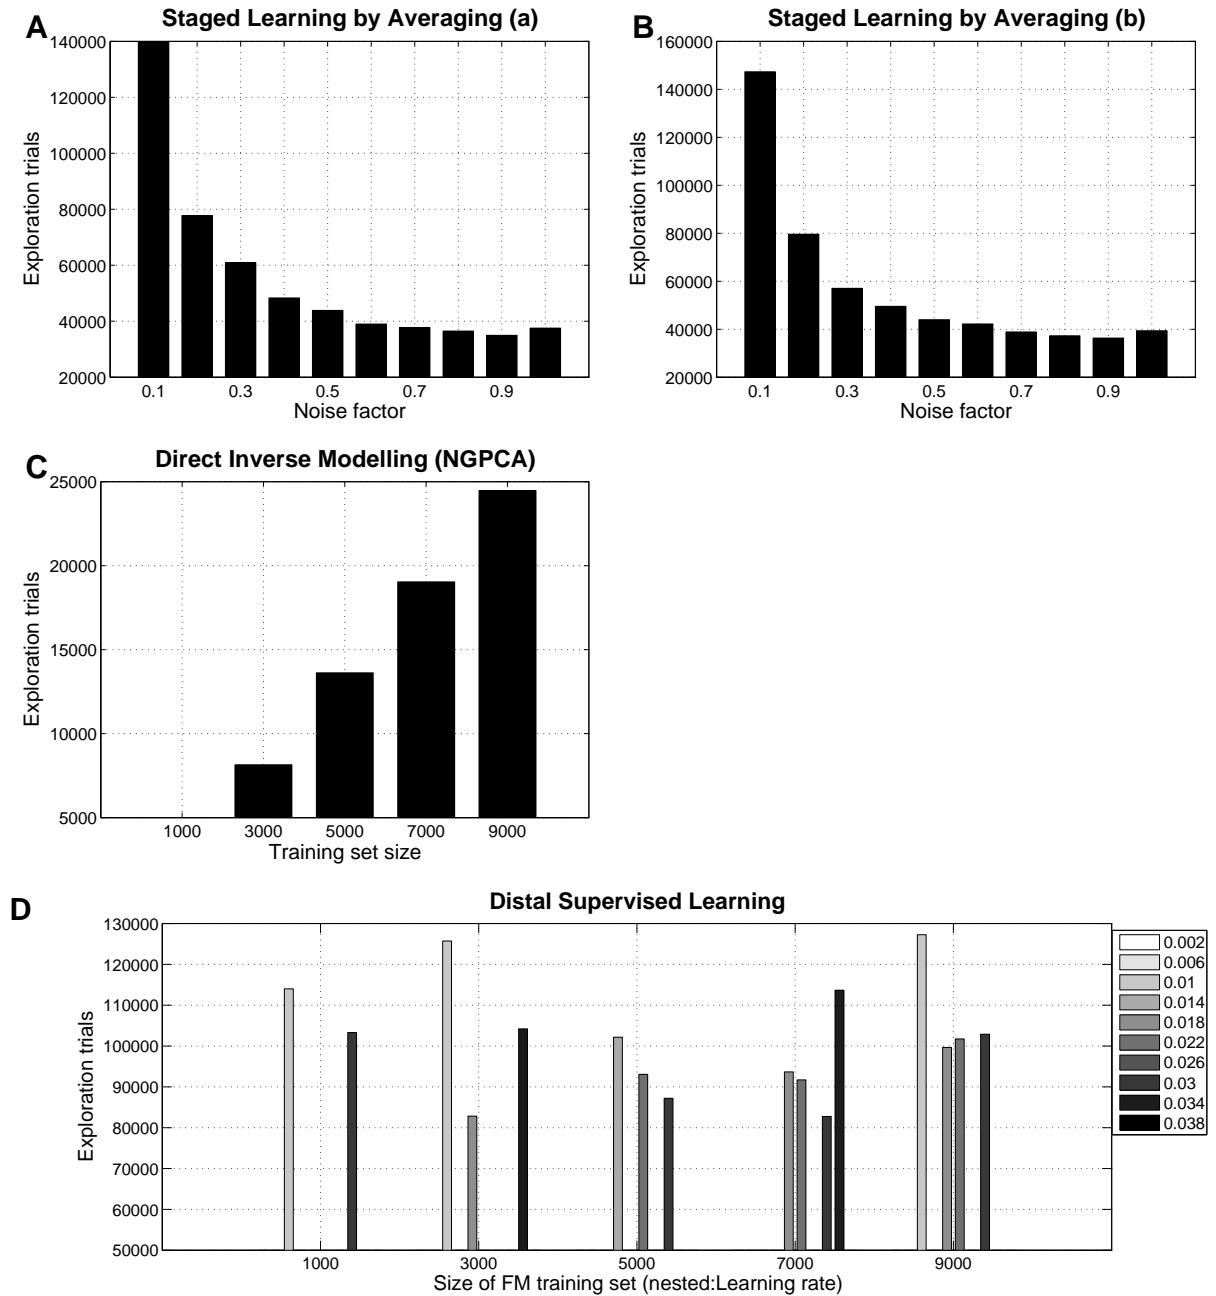 A
Staged Learning by Averaging (a)
140000
120000
100000
80000
60000
40000
20000
Exploration trials
0.1 0.3 0.5 0.7 0.9
Noise factor
B
Staged Learning by Averaging (b)
160000
140000
120000
100000
80000
60000
40000
20000
Exploration trials
0.1 0.3 0.5 0.7 0.9
Noise factor
C
Direct Inverse Modelling (NGPCA)
25000
20000
15000
10000
5000
Exploration trials
1000 3000 5000 7000 9000
Training set size
D
Distal Supervised Learning
130000
120000
110000
100000
90000
80000
70000
60000
50000
Exploration trials
1000 3000 5000 7000 9000
Size of FM training set (nested:Learning rate)
0.002
0.006
0.01
0.014
0.018
0.022
0.026
0.03
0.034
0.038